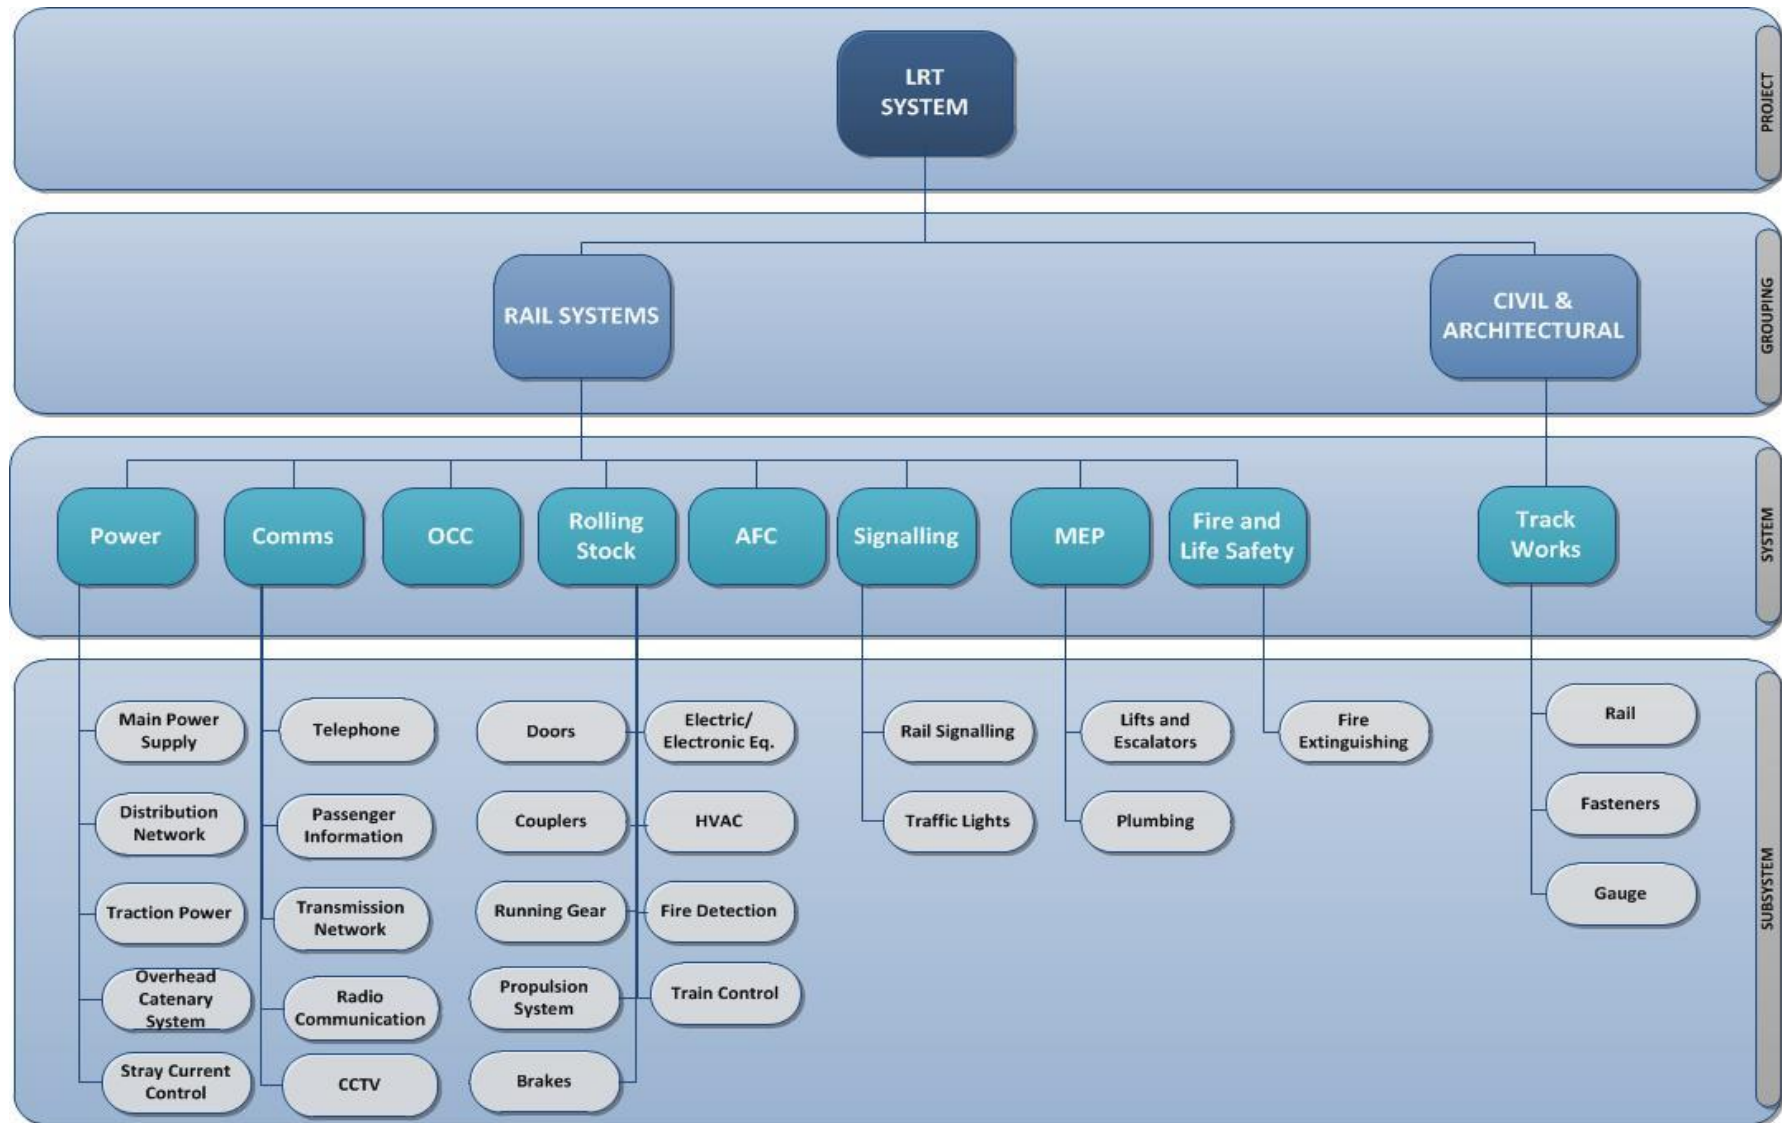 LRT
SYSTEM
PROJECT
RAIL SYSTEMS
CIVIL &
ARCHITECTURAL
GROUPING
Power
Comms
OCC
Rolling
Stock
AFC
Signalling
MEP
Fire and
Life Safety
Track
Works
SYSTEM
Main Power
Supply
Distribution
Network
Traction Power
Overhead
Catenary
System
Stray Current
Control
Telephone
Passenger
Information
Transmission
Network
Radio
Communication
CCTV
Doors
Couplers
Running Gear
Propulsion
System
Brakes
Electric/
Electronic Eq.
HVAC
Fire Detection
Train Control
Rail Signalling
Traffic Lights
Lifts and
Escalators
Plumbing
Fire
Extinguishing
Rail
Fasteners
Gauge
SUBSYSTEM